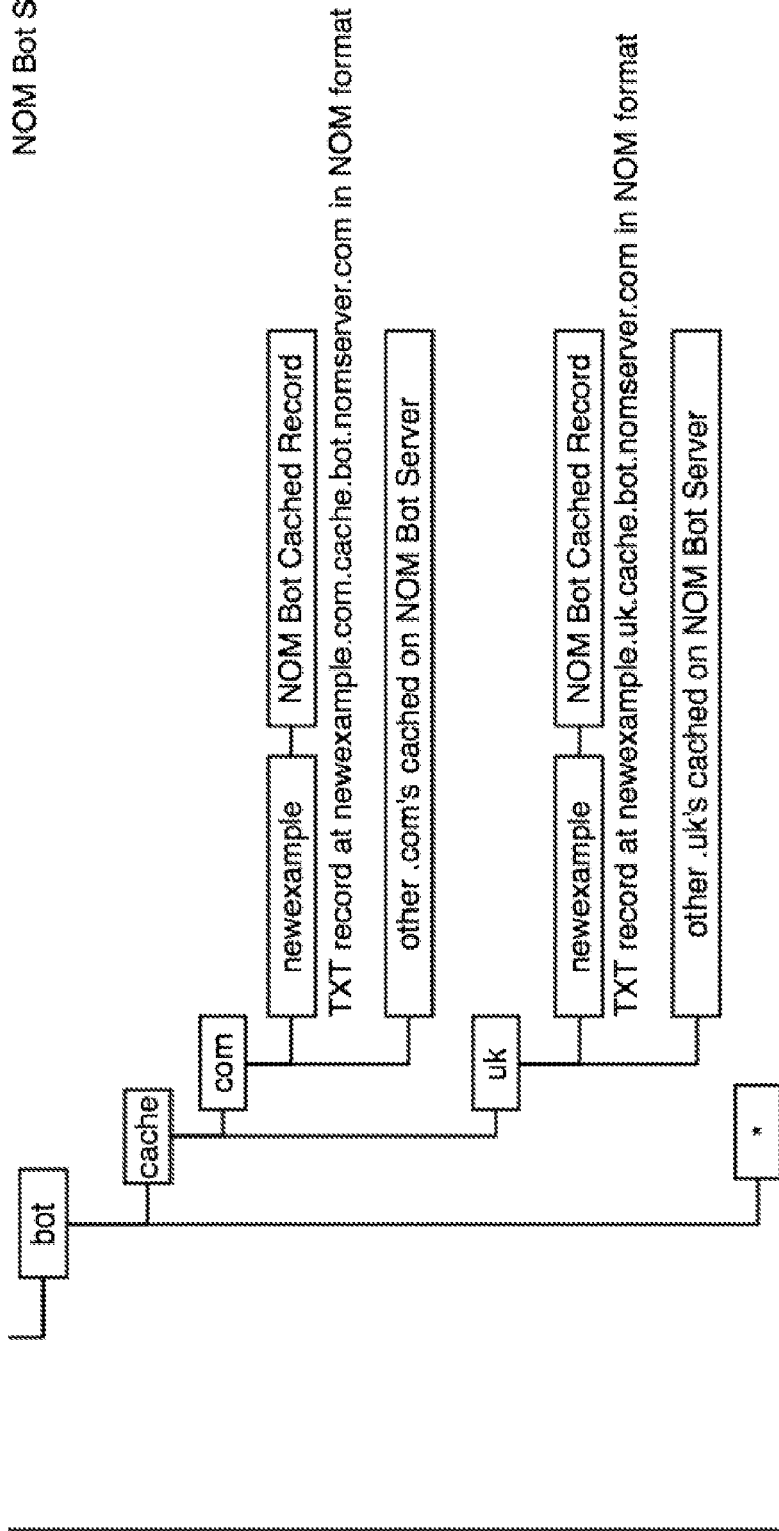 NOM Bot
bot
cache
com
newexample
NOM Bot Cached Record
TXT record at newexample.com.cache.bot.nomserver.com in NOM format
other .com's cached on NOM Bot Server
uk
newexample
NOM Bot Cached Record
TXT record at newexample.uk.cache.bot.nomserver.com in NOM format
other .uk's cached on NOM Bot Server
*